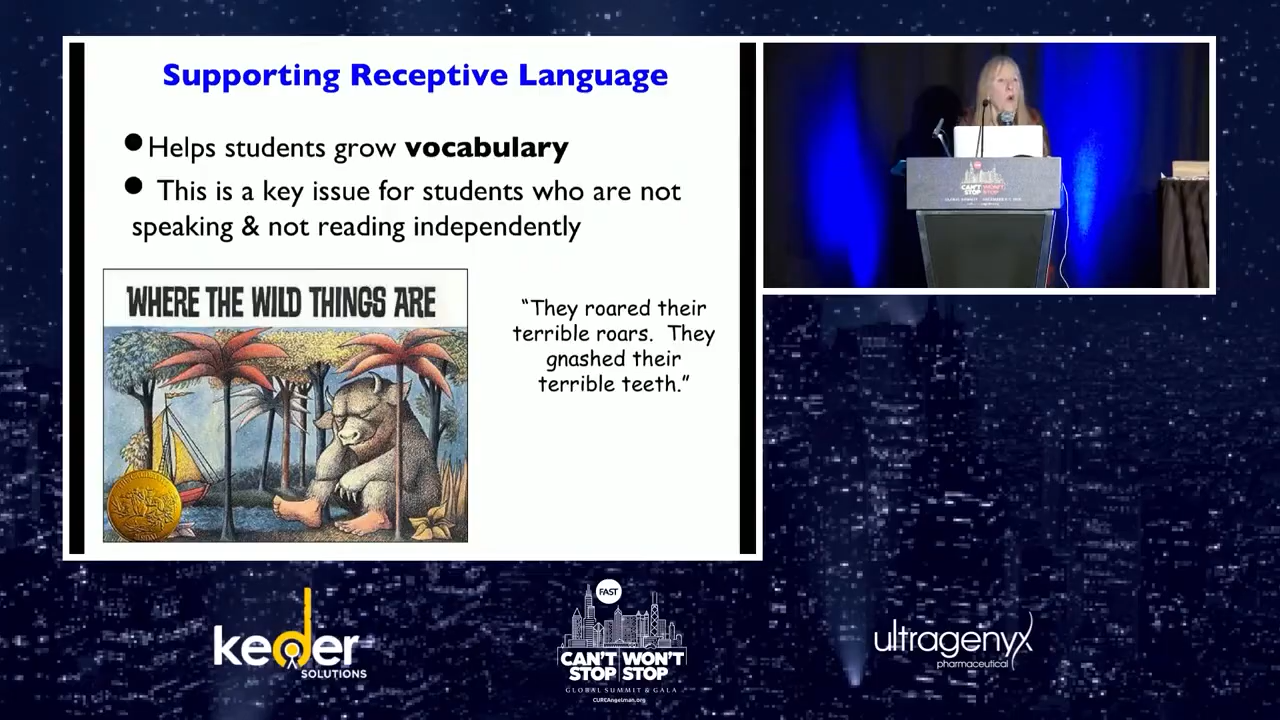 Supporting Receptive Language
●Helps students grow vocabulary
● This is a key issue for students who are not
speaking & not reading independently
WHERE THE WILD THINGS ARE
“They roared their
terrible roars.  They
gnashed their
terrible teeth.”
CAN'T WON'T
STOP STOP
keder
SOLUTIONS
FAST
CAN'T WON'T
STOP STOP
GLOBAL SUMMIT & GALA
CUREAngelman.org
ultragenyx
pharmaceutical